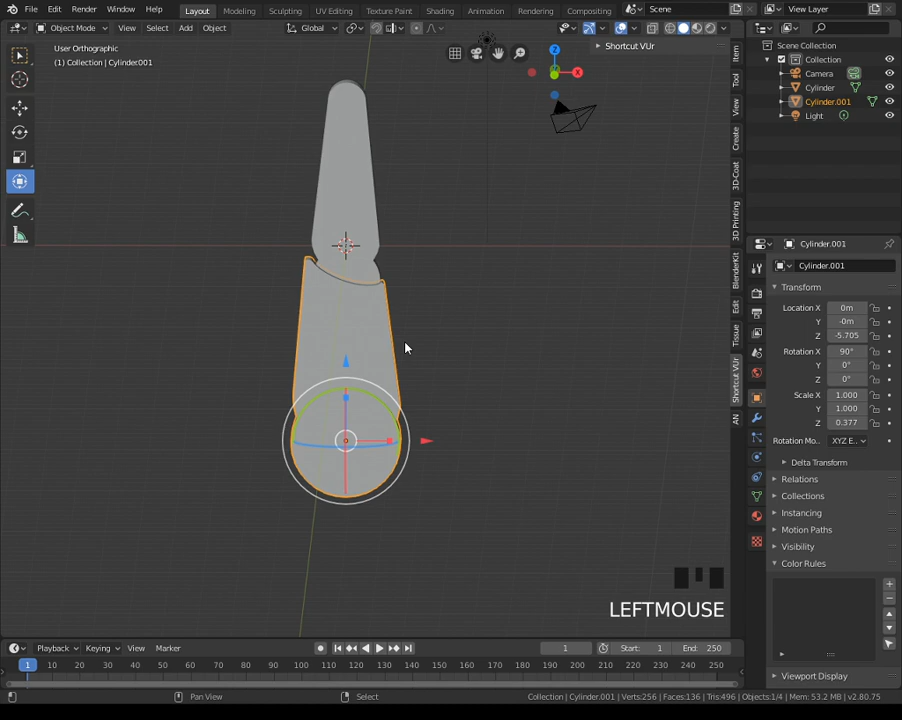 File Edit Render Window Help Layout Modeling Sculpting UV Editing Texture Paint Shading Animation Rendering Compositing Scene View Layer
Object Mode View Select Add Object Global
User Orthographic
(1) Collection | Cylinder.001
Shortcut VUr
Z
X
Item
Tool
View
Create
3D-Coat
3D Printing
BlenderKit
Edit
Tissue
Shortcut VUr
AN
Scene Collection
Collection
Camera
Cylinder
Cylinder.001
Light
Cylinder.001
Cylinder.001
Transform
Location X 0m
Y -0m
Z -5.705
Rotation X 90°
Y 0°
Z 0°
Scale X 1.000
Y 1.000
Z 0.377
Rotation Mo.. XYZ E..
Delta Transform
Relations
Collections
Instancing
Motion Paths
Visibility
Color Rules
Viewport Display
LEFTMOUSE
Playback Keying View Marker 1 Start: 1 End: 250
1 10 20 30 40 50 60 70 80 90 100 110 120 130 140 150 160 170 180 190 200 210 220 230 240 250
Pan View Select Collection | Cylinder.001 | Verts:256 | Faces:136 | Tris:496 | Objects:1/4 | Mem: 53.2 MB | v2.80.75